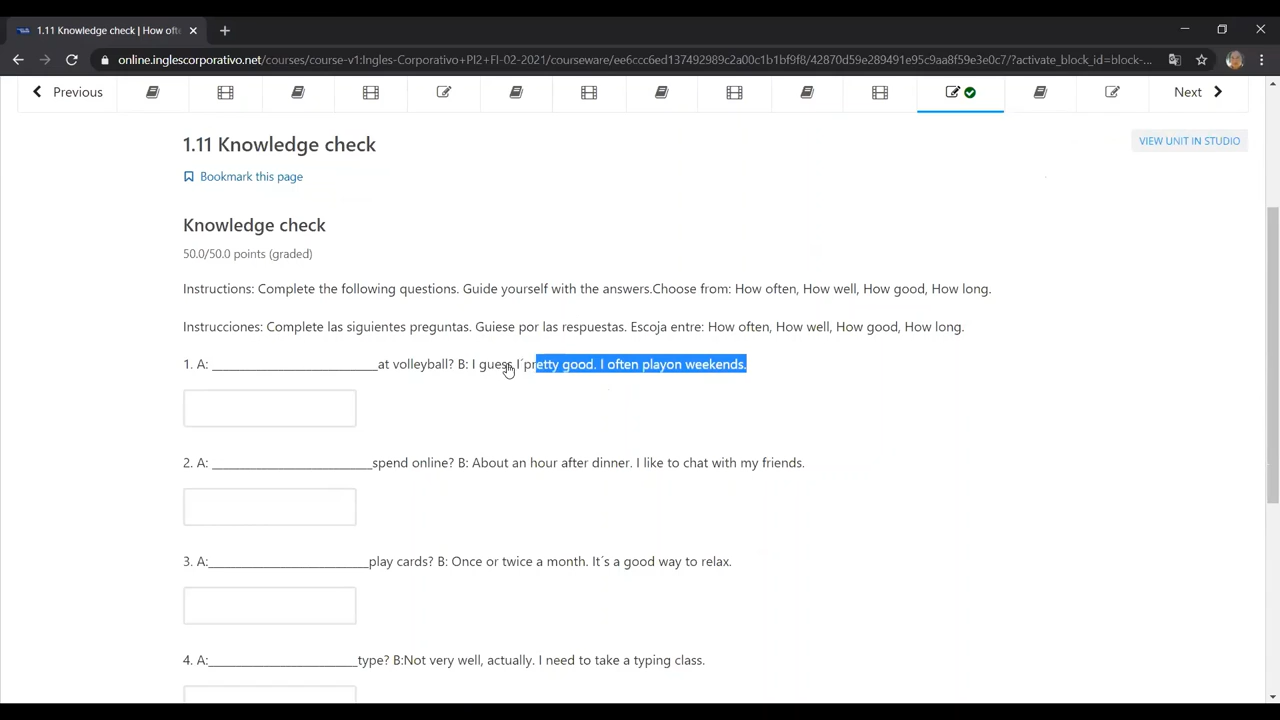 1.11 Knowledge check | How ofte
online.inglescorporativo.net/courses/course-v1:Ingles-Corporativo+PI2+FI-02-2021/courseware/ee6ccc6ed137492989c2a00c1b1bf9f8/42870d59e289491e95c9aa8f59e3e0c7/?activate_block_id=block-...
Previous
Next
1.11 Knowledge check
VIEW UNIT IN STUDIO
Bookmark this page
Knowledge check
50.0/50.0 points (graded)
Instructions: Complete the following questions. Guide yourself with the answers.Choose from: How often, How well, How good, How long.
Instrucciones: Complete las siguientes preguntas. Guiese por las respuestas. Escoja entre: How often, How well, How good, How long.
1. A: ______________________at volleyball? B: I guess I´pretty good. I often playon weekends.
2. A: _____________________spend online? B: About an hour after dinner. I like to chat with my friends.
3. A:_____________________play cards? B: Once or twice a month. It´s a good way to relax.
4. A:____________________type? B:Not very well, actually. I need to take a typing class.